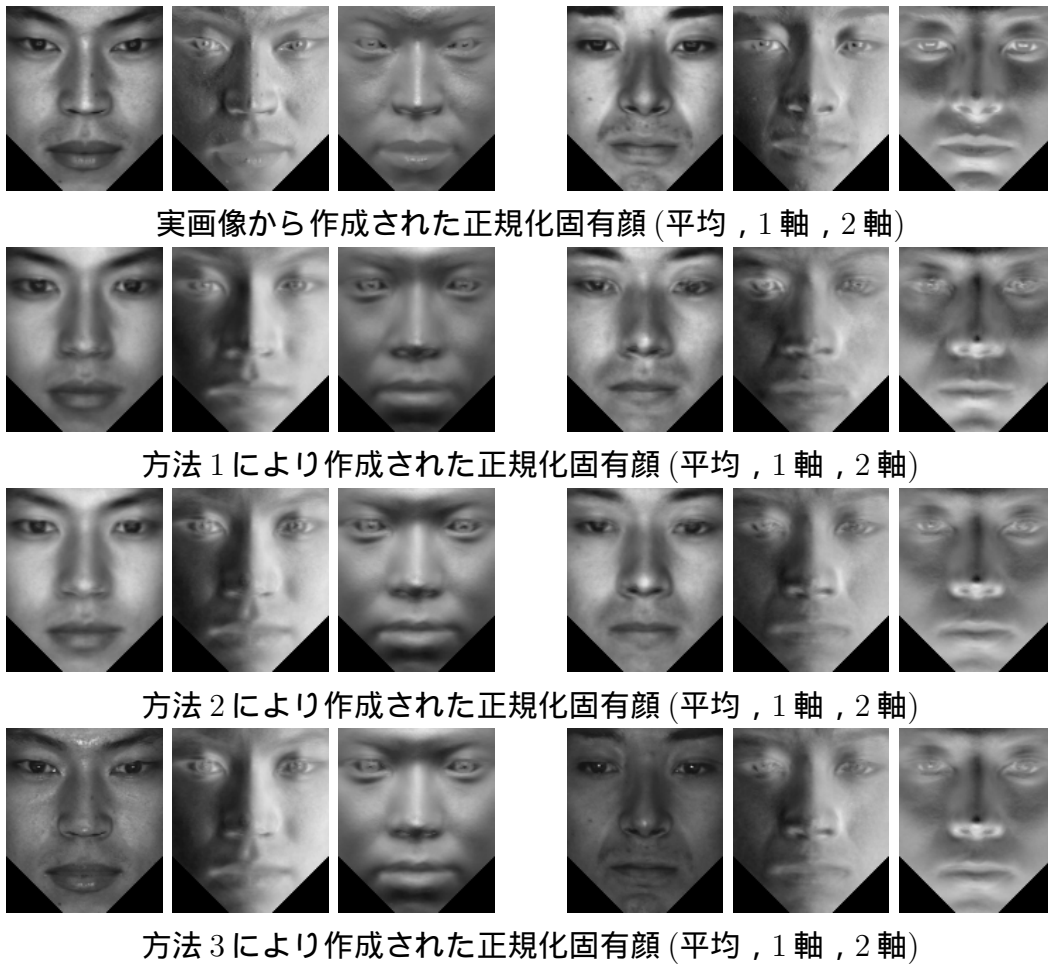 実画像から作成された正規化固有顔 (平均 , 1 軸 , 2 軸)
方法 1 により作成された正規化固有顔 (平均 , 1 軸 , 2 軸)
方法 2 により作成された正規化固有顔 (平均 , 1 軸 , 2 軸)
方法 3 により作成された正規化固有顔 (平均 , 1 軸 , 2 軸)